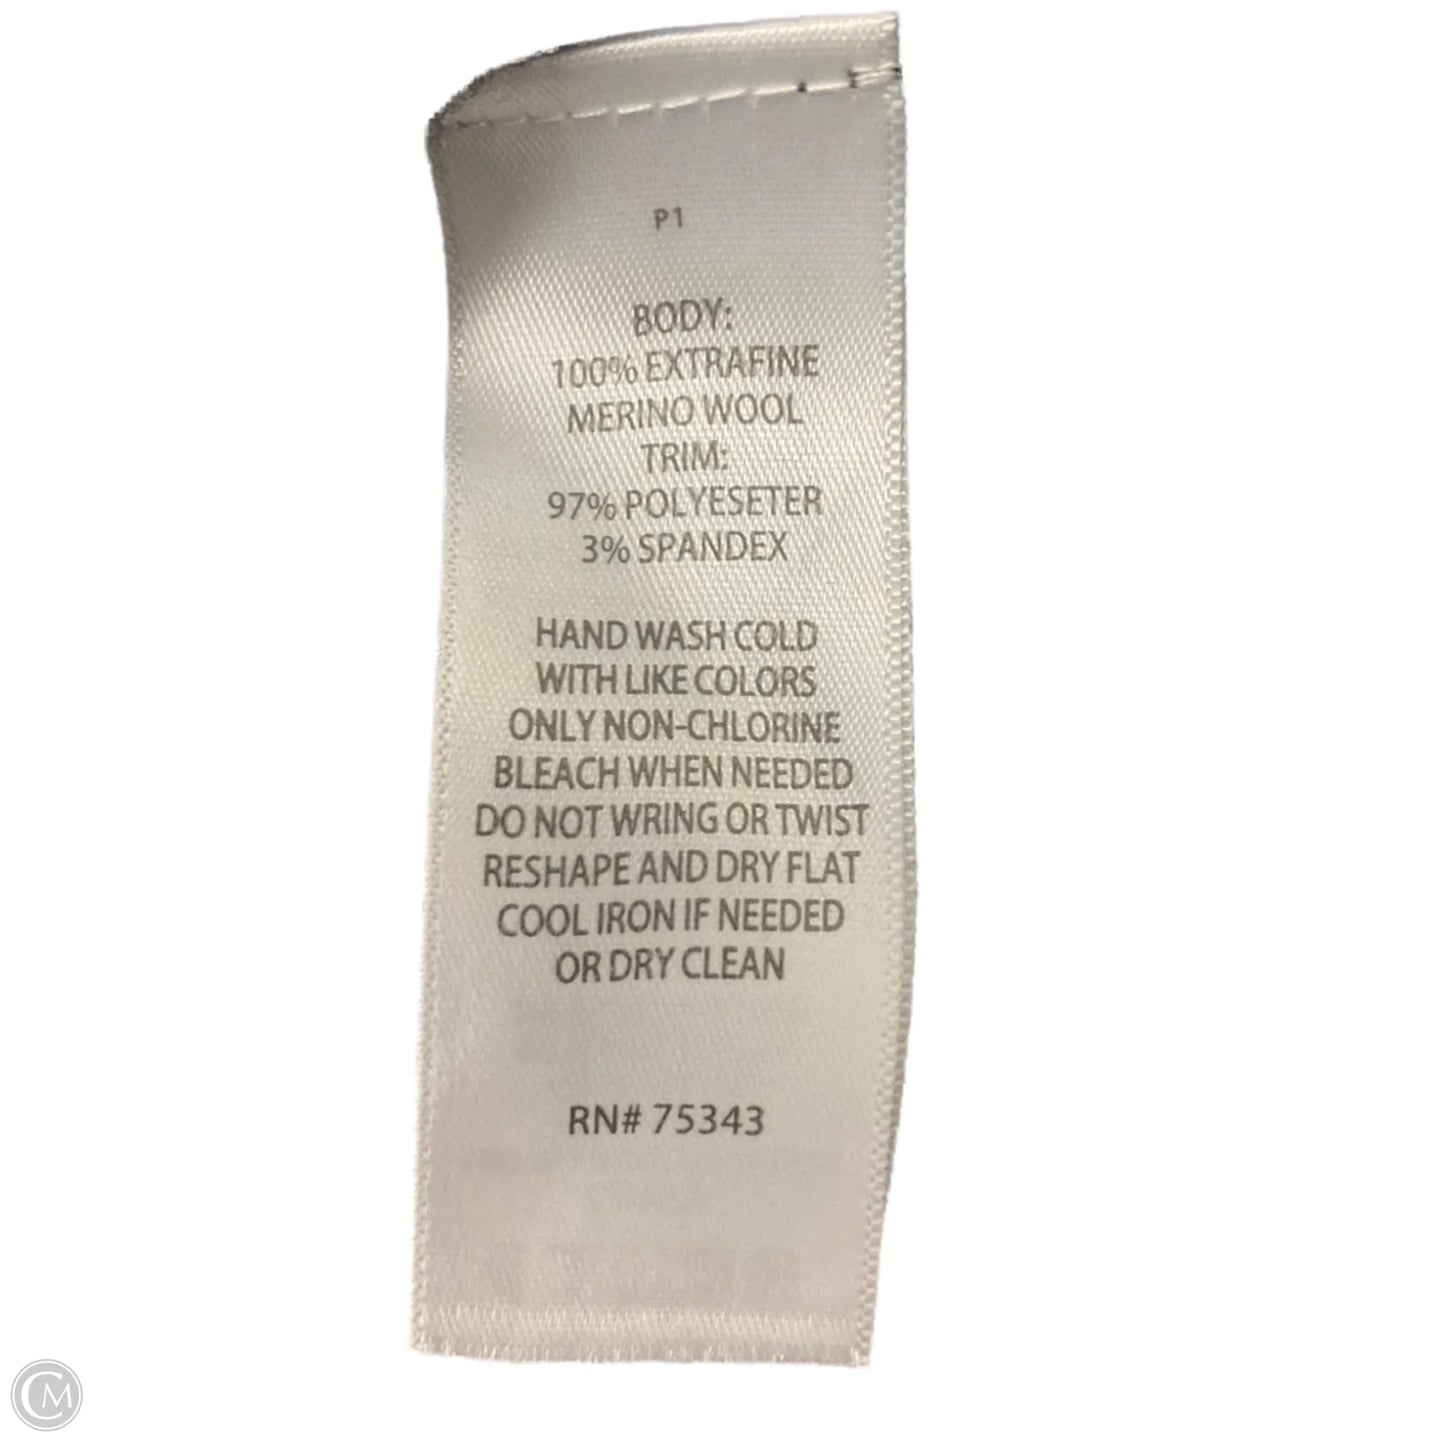 P1
BODY:
100% EXTRAFINE
MERINO WOOL
TRIM:
97% POLYESETER
3% SPANDEX
HAND WASH COLD
WITH LIKE COLORS
ONLY NON-CHLORINE
BLEACH WHEN NEEDED
DO NOT WRING OR TWIST
RESHAPE AND DRY FLAT
COOL IRON IF NEEDED
OR DRY CLEAN
RN# 75343
CM